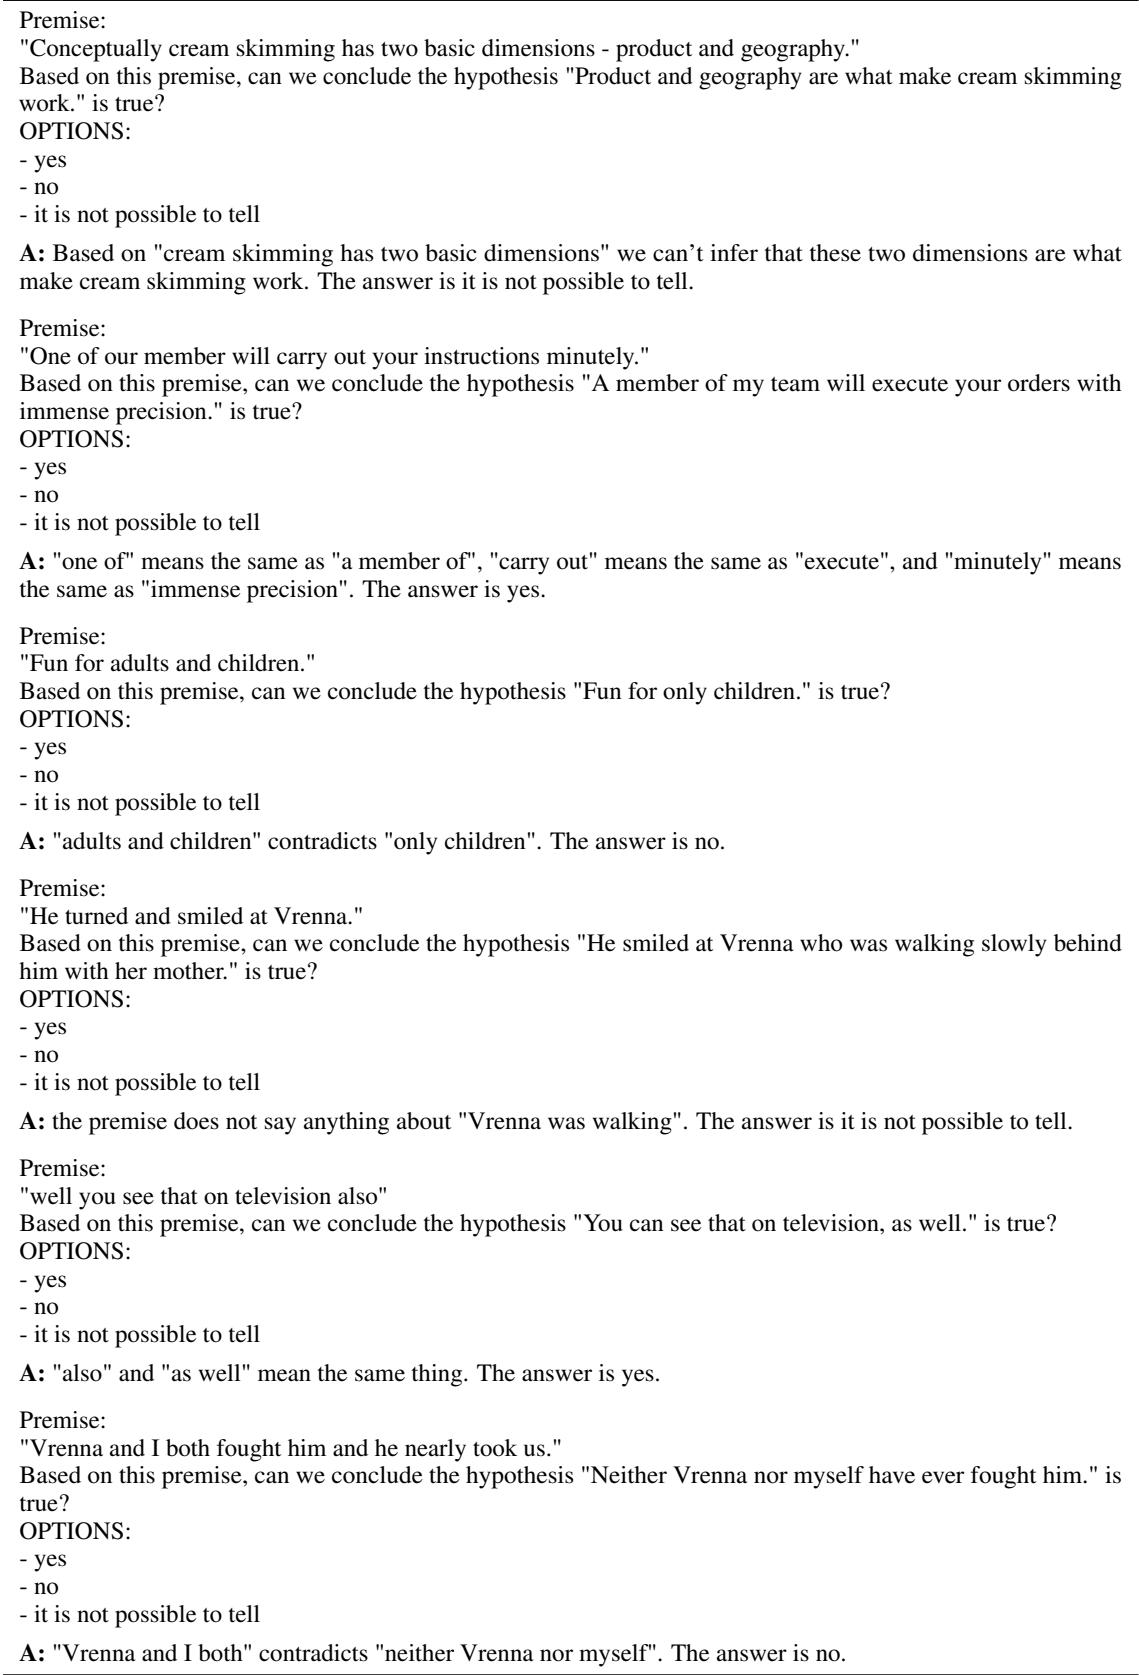 Premise:
"Conceptually cream skimming has two basic dimensions - product and geography."
Based on this premise, can we conclude the hypothesis "Product and geography are what make cream skimming
work." is true?
OPTIONS:
- yes
- no
- it is not possible to tell
A: Based on "cream skimming has two basic dimensions" we can't infer that these two dimensions are what
make cream skimming work. The answer is it is not possible to tell.
Premise:
"One of our member will carry out your instructions minutely."
Based on this premise, can we conclude the hypothesis "A member of my team will execute your orders with
immense precision." is true?
OPTIONS:
- yes
- no
- it is not possible to tell
A: "one of" means the same as "a member of", "carry out" means the same as "execute", and "minutely" means
the same as "immense precision". The answer is yes.
Premise:
"Fun for adults and children."
Based on this premise, can we conclude the hypothesis "Fun for only children." is true?
OPTIONS:
- yes
- no
- it is not possible to tell
A: "adults and children" contradicts "only children". The answer is no.
Premise:
"He turned and smiled at Vrenna."
Based on this premise, can we conclude the hypothesis "He smiled at Vrenna who was walking slowly behind
him with her mother." is true?
OPTIONS:
- yes
- no
- it is not possible to tell
A: the premise does not say anything about "Vrenna was walking". The answer is it is not possible to tell.
Premise:
"well you see that on television also"
Based on this premise, can we conclude the hypothesis "You can see that on television, as well." is true?
OPTIONS:
- yes
- no
- it is not possible to tell
A: "also" and "as well" mean the same thing. The answer is yes.
Premise:
"Vrenna and I both fought him and he nearly took us."
Based on this premise, can we conclude the hypothesis "Neither Vrenna nor myself have ever fought him." is
true?
OPTIONS:
- yes
- no
- it is not possible to tell
A: "Vrenna and I both" contradicts "neither Vrenna nor myself". The answer is no.